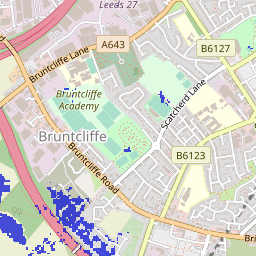 Leeds 27
A643
Bruntcliffe Lane
B6127
Bruntcliffe
Academy
Scatcherd Lane
Bruntcliffe
B6123
Bruntcliffe Road